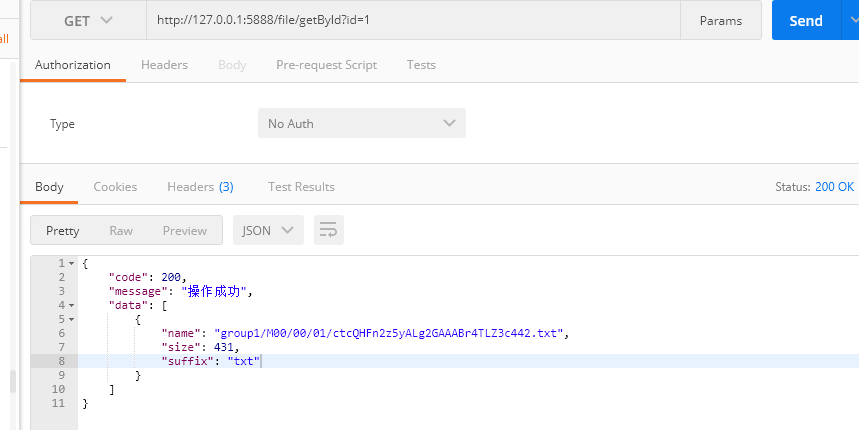 GET http://127.0.0.1:5888/file/getById?id=1 Params Send
all
Authorization Headers Body Pre-request Script Tests
Type No Auth
Body Cookies Headers (3) Test Results Status: 200 OK
Pretty Raw Preview JSON
1 {
2 "code": 200,
3 "message": "操作成功",
4 "data": [
5 {
6 "name": "group1/M00/00/01/ctcQHFn2z5yALg2GAAABr4TLZ3c442.txt",
7 "size": 431,
8 "suffix": "txt"
9 }
10 ]
11 }